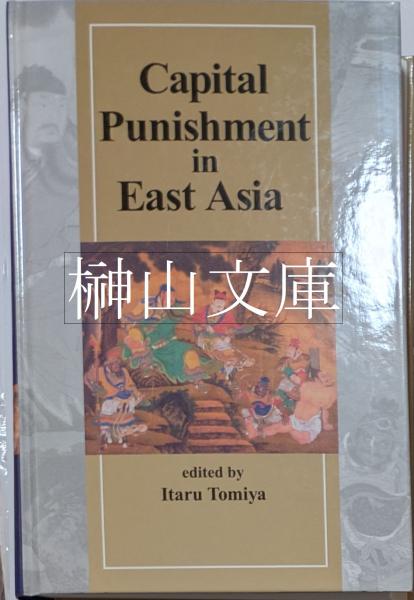 Capital
Punishment
in
East Asia
榊山文庫
edited by
Itaru Tomiya